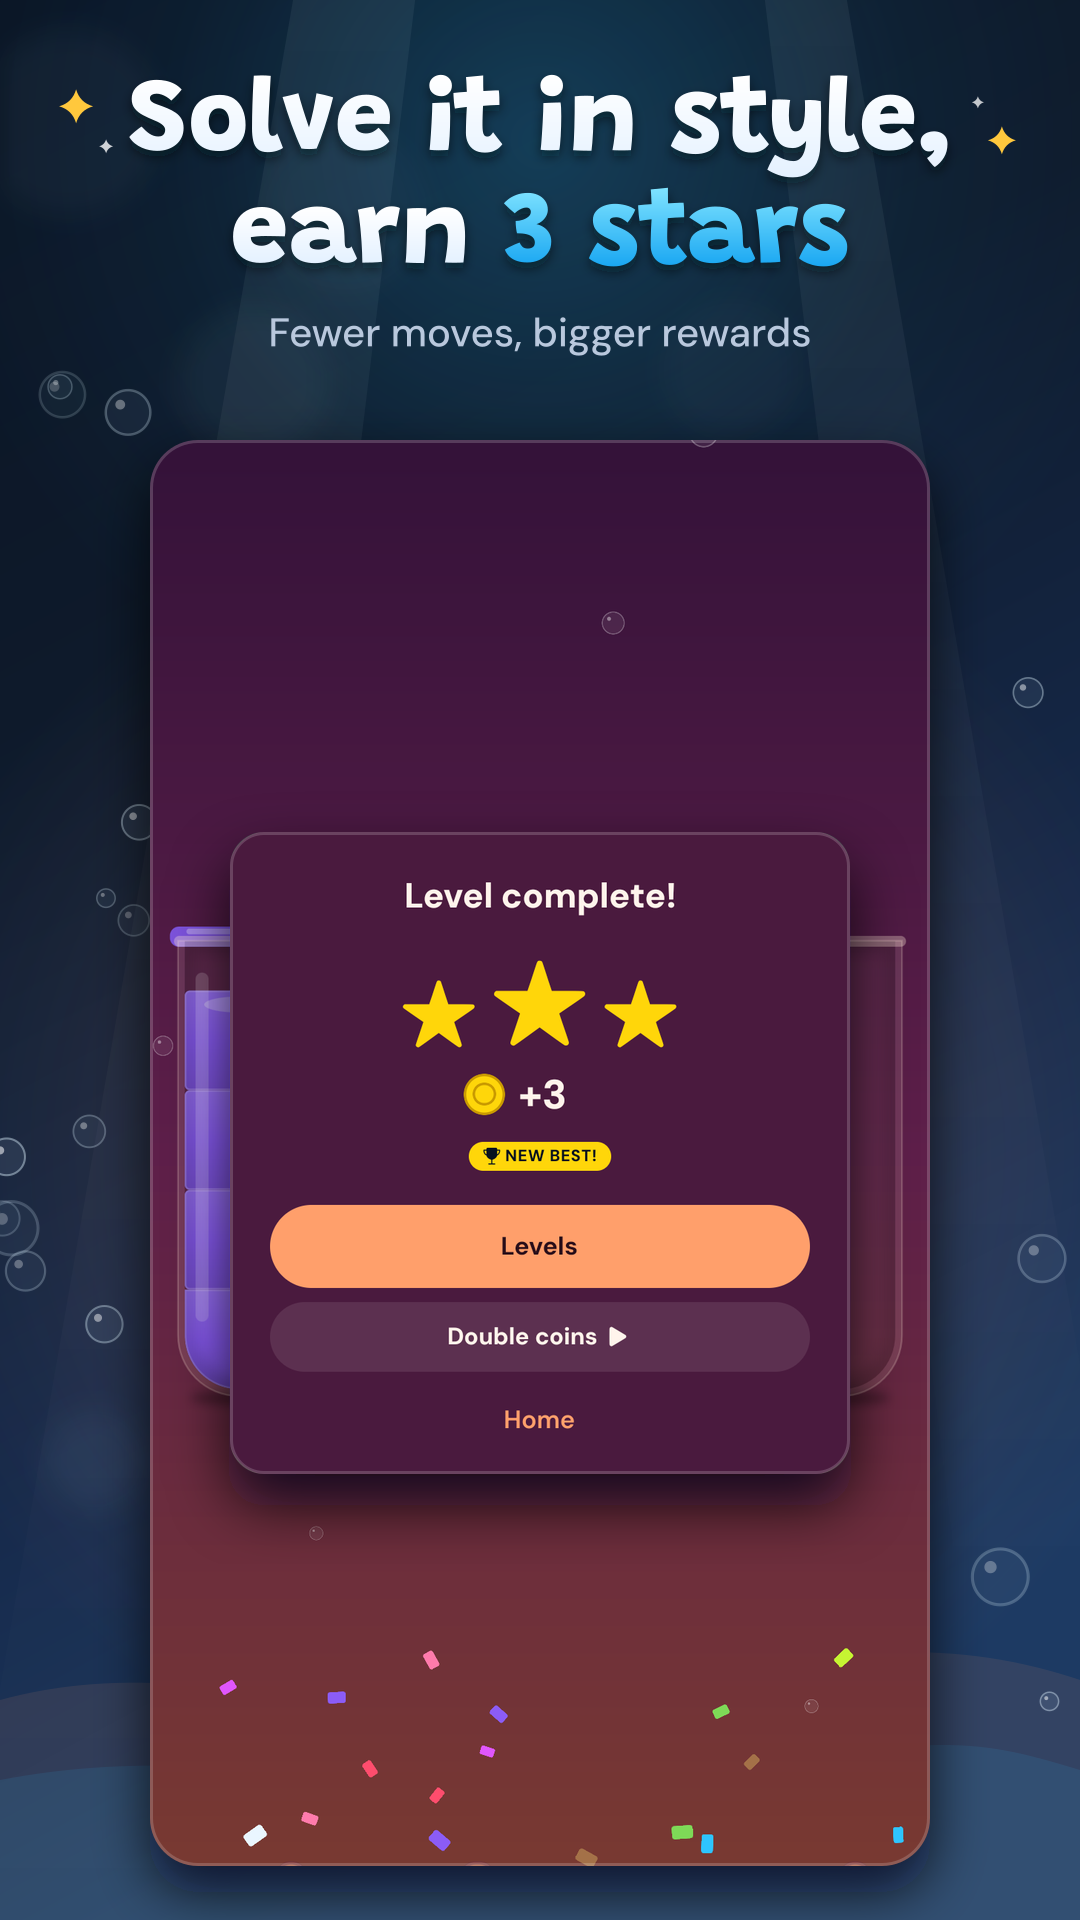 Solve it in style,
earn 3 stars
Fewer moves, bigger rewards
Level complete!
+3
NEW BEST!
Levels
Double coins
Home